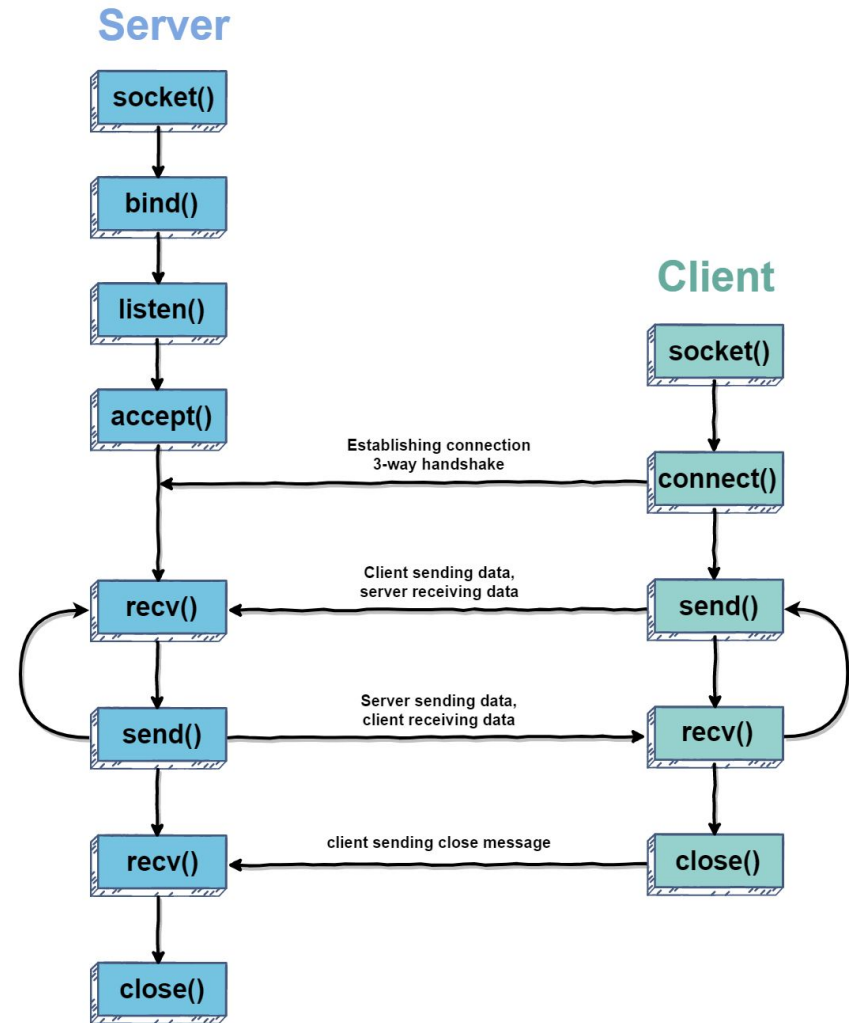 Server
socket()
bind()
listen()
Client
socket()
accept()
Establishing connection
3-way handshake
connect()
recv()
Client sending data,
server receiving data
send()
send()
Server sending data,
client receiving data
recv()
recv()
client sending close message
close()
close()